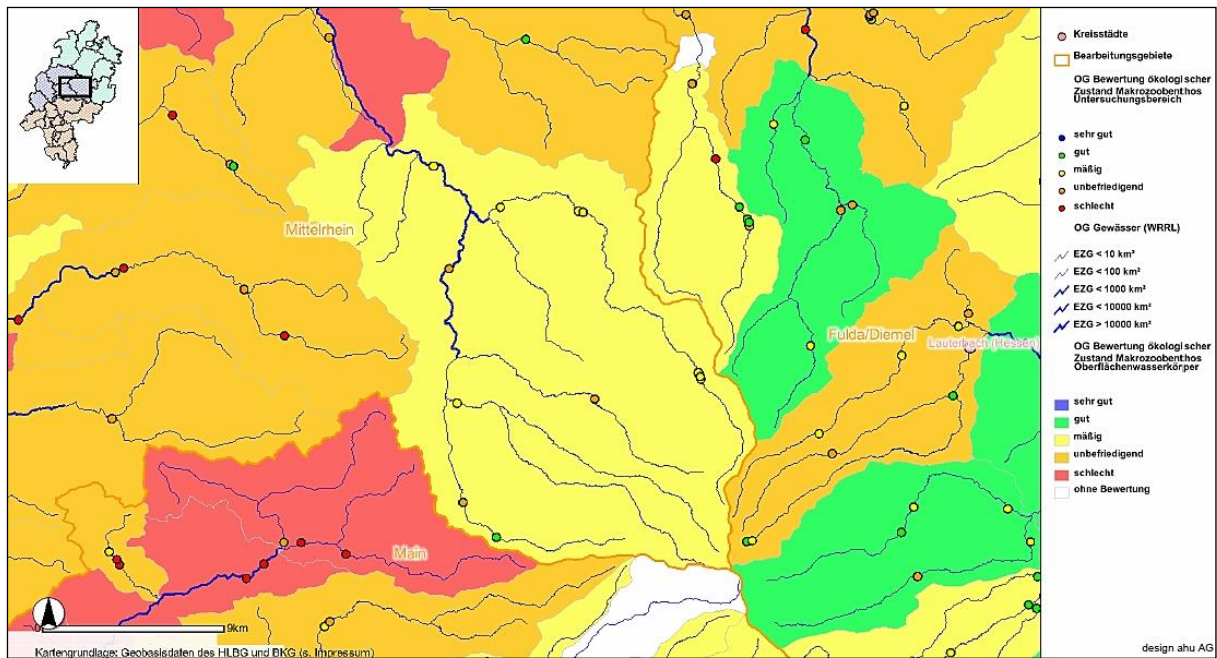 Mittelrhein
Fulda/Diemel
Lauterbach (Hessen)
Main
0 9km
Kartengrundlage: Geobasisdaten des HLBG und BKG (s. Impressum)
Kreisstädte
Bearbeitungsgebiete
OG Bewertung ökologischer
Zustand Makrozoobenthos
Untersuchungsbereich
sehr gut
gut
mäßig
unbefriedigend
schlecht
OG Gewässer (WRRL)
EZG < 10 km²
EZG < 100 km²
EZG < 1000 km²
EZG < 10000 km²
EZG > 10000 km²
OG Bewertung ökologischer
Zustand Makrozoobenthos
Oberflächenwasserkörper
sehr gut
gut
mäßig
unbefriedigend
schlecht
ohne Bewertung
design ahu AG